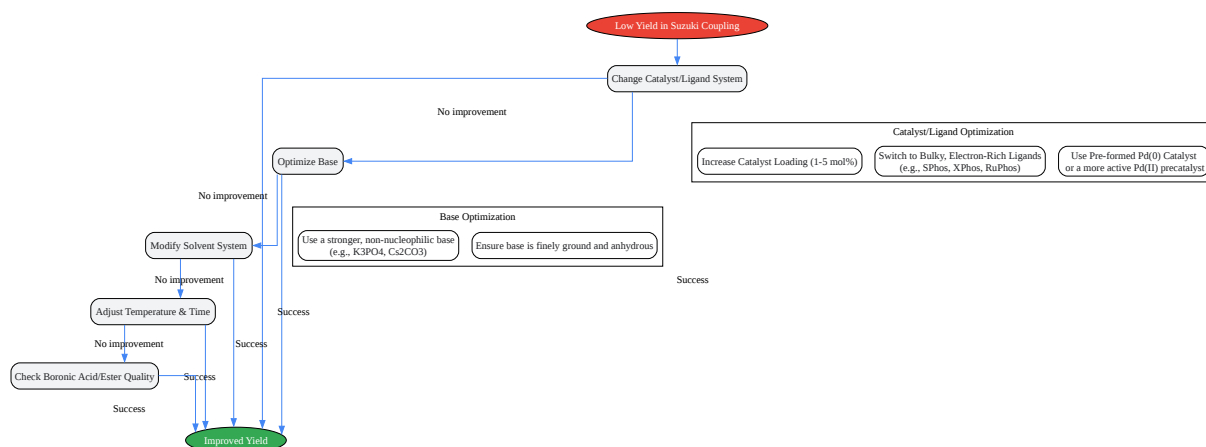 Low Yield in Suzuki Coupling
Change Catalyst/Ligand System
No improvement
Catalyst/Ligand Optimization
Increase Catalyst Loading (1-5 mol%)
Switch to Bulky, Electron-Rich Ligands
(e.g., SPhos, XPhos, RuPhos)
Use Pre-formed Pd(0) Catalyst
or a more active Pd(II) precatalyst
Optimize Base
No improvement
Base Optimization
Use a stronger, non-nucleophilic base
(e.g., K3PO4, Cs2CO3)
Ensure base is finely ground and anhydrous
Modify Solvent System
No improvement
Success
Adjust Temperature & Time
Success
No improvement
Success
Check Boronic Acid/Ester Quality
Success
Success
Improved Yield